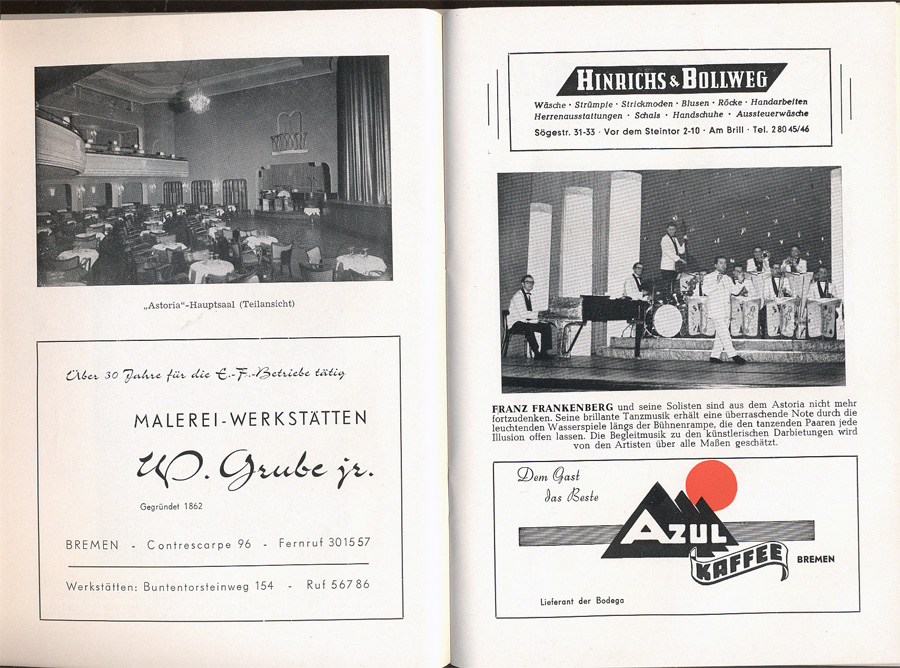 „Astoria“-Hauptsaal (Teilansicht)
Über 30 Jahre für die E.-F.-Betriebe tätig
MALEREI-WERKSTÄTTEN
W. Grube jr.
Gegründet 1862
BREMEN - Contrescarpe 96 - Fernruf 301557
Werkstätten: Buntentorsteinweg 154 - Ruf 56786
HINRICHS & BOLLWEG
Wäsche · Strümpfe · Strickmoden · Blusen · Röcke · Handarbeiten
Herrenausstattungen · Schals · Handschuhe · Aussteuerwäsche
Sögestr. 31-33 · Vor dem Steintor 2-10 · Am Brill · Tel. 28045/46
FRANZ FRANKENBERG und seine Solisten sind aus dem Astoria nicht mehr
fortzudenken. Seine brillante Tanzmusik erhält eine überraschende Note durch die
leuchtenden Wasserspiele längs der Bühnenrampe, die den tanzenden Paaren jede
Illusion offen lassen. Die Begleitmusik zu den künstlerischen Darbietungen wird
von den Artisten über alle Maßen geschätzt.
Dem Gast
das Beste
AZUL
KAFFEE
BREMEN
Lieferant der Bodega